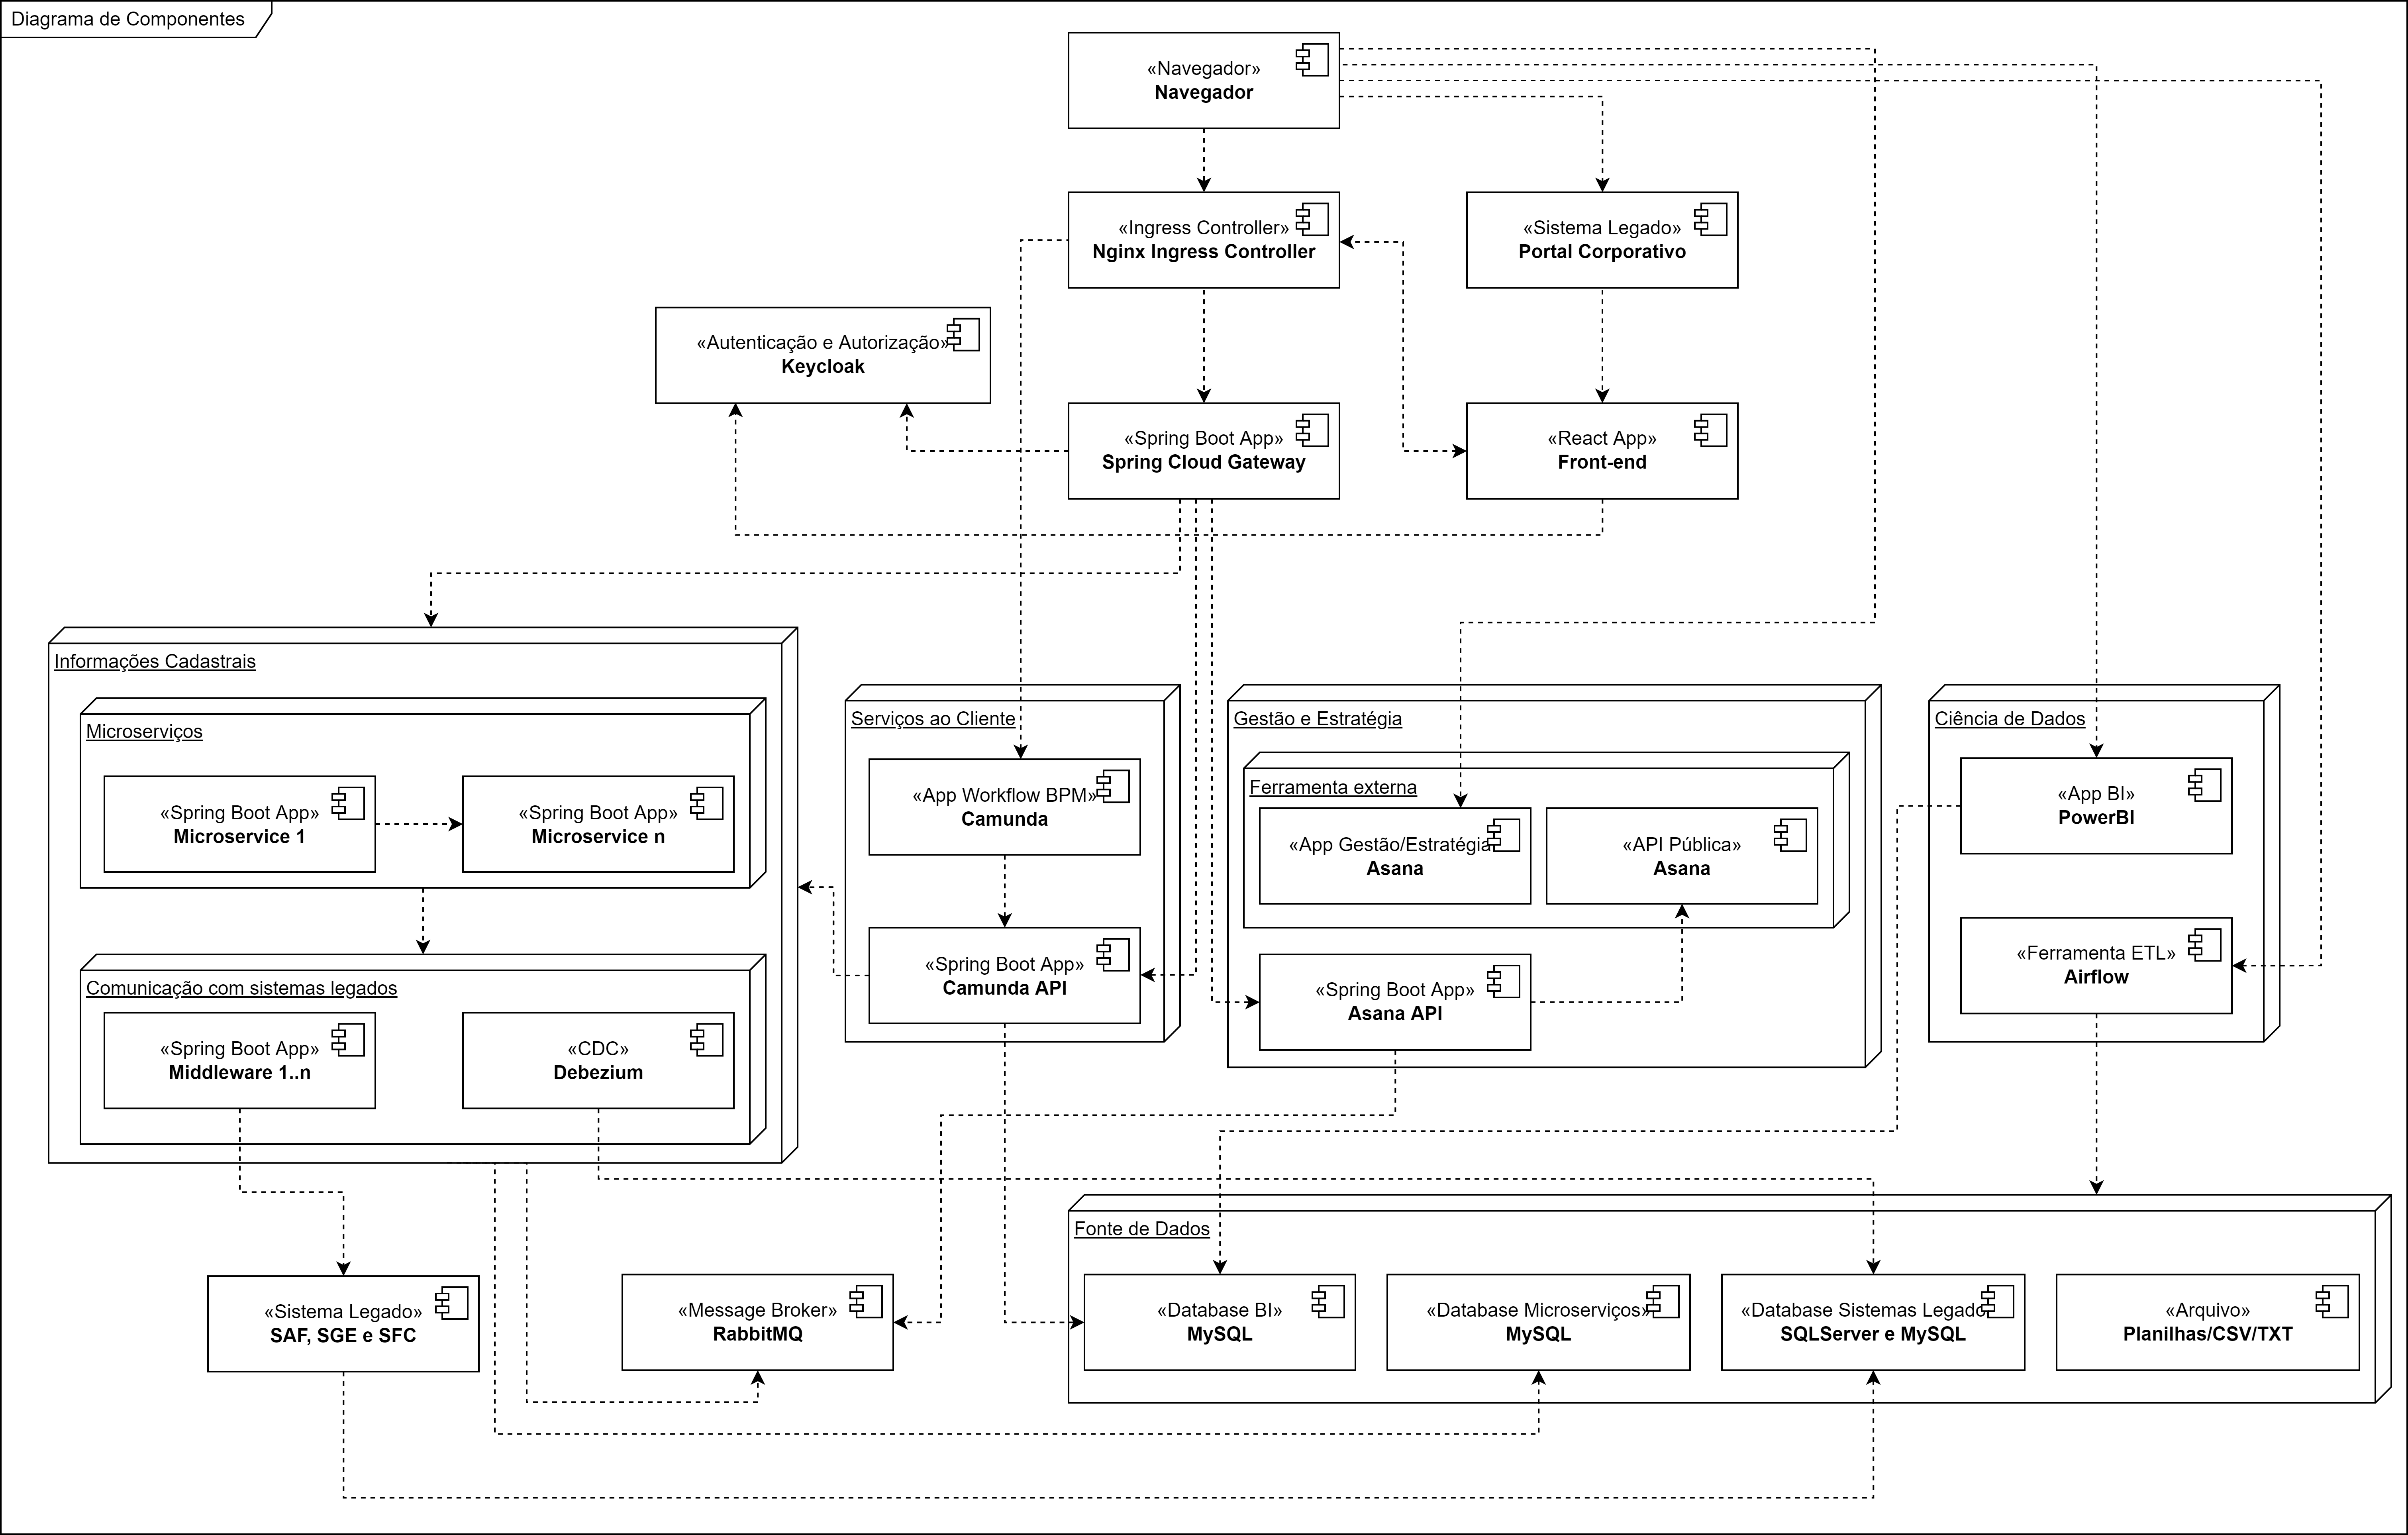 Diagrama de Componentes
«Navegador»
Navegador
«Ingress Controller»
Nginx Ingress Controller
«Sistema Legado»
Portal Corporativo
«Autenticação e Autorização»
Keycloak
«Spring Boot App»
Spring Cloud Gateway
«React App»
Front-end
Informações Cadastrais
Microserviços
«Spring Boot App»
Microservice 1
«Spring Boot App»
Microservice n
Comunicação com sistemas legados
«Spring Boot App»
Middleware 1..n
«CDC»
Debezium
Serviços ao Cliente
«App Workflow BPM»
Camunda
«Spring Boot App»
Camunda API
Gestão e Estratégia
Ferramenta externa
«App Gestão/Estratégia
Asana
«API Pública»
Asana
«Spring Boot App»
Asana API
Ciência de Dados
«App BI»
PowerBI
«Ferramenta ETL»
Airflow
«Sistema Legado»
SAF, SGE e SFC
«Message Broker»
RabbitMQ
Fonte de Dados
«Database BI»
MySQL
«Database Microserviços»
MySQL
«Database Sistemas Legado
SQLServer e MySQL
«Arquivo»
Planilhas/CSV/TXT